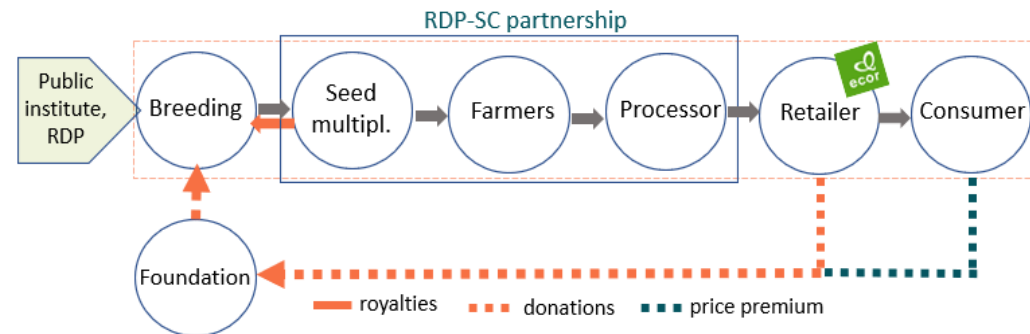 RDP-SC partnership
Public
institute,
RDP
Breeding
Seed
multipl.
Farmers
Processor
Retailer
ecor
Consumer
Foundation
royalties
donations
price premium